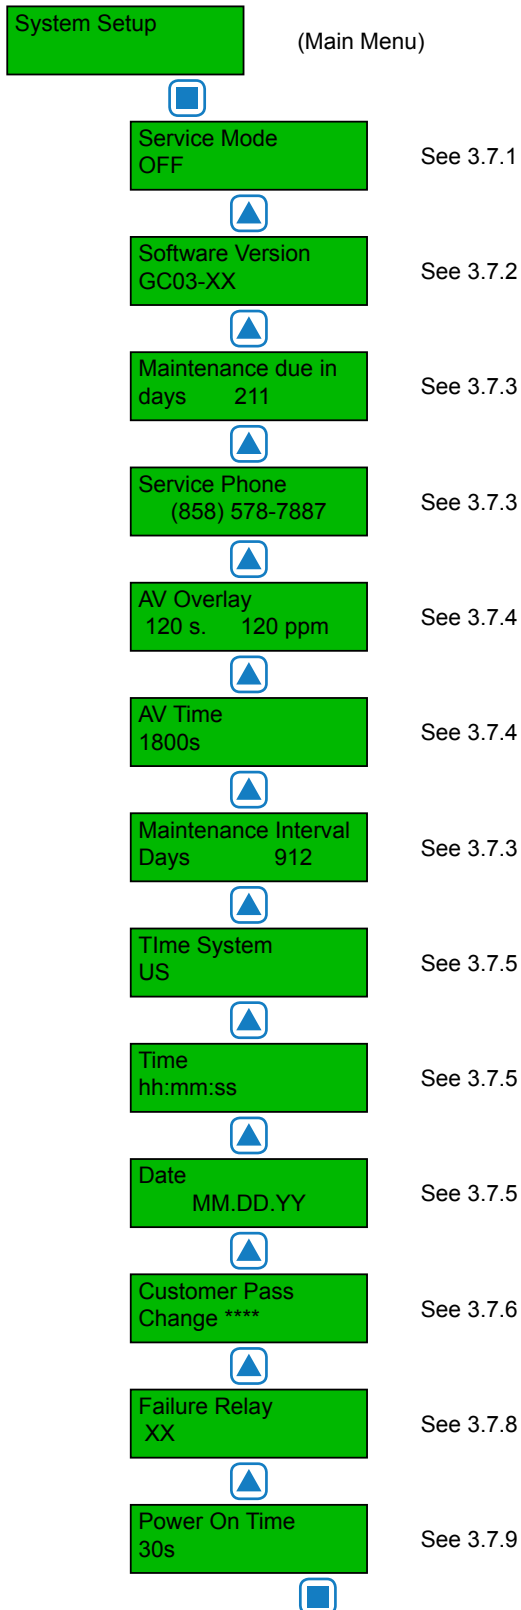 System Setup
(Main Menu)
Service Mode
OFF
See 3.7.1
Software Version
GC03-XX
See 3.7.2
Maintenance due in
days 211
See 3.7.3
Service Phone
(858) 578-7887
See 3.7.3
AV Overlay
120 s. 120 ppm
See 3.7.4
AV Time
1800s
See 3.7.4
Maintenance Interval
Days 912
See 3.7.3
TIme System
US
See 3.7.5
Time
hh:mm:ss
See 3.7.5
Date
MM.DD.YY
See 3.7.5
Customer Pass
Change ****
See 3.7.6
Failure Relay
XX
See 3.7.8
Power On Time
30s
See 3.7.9